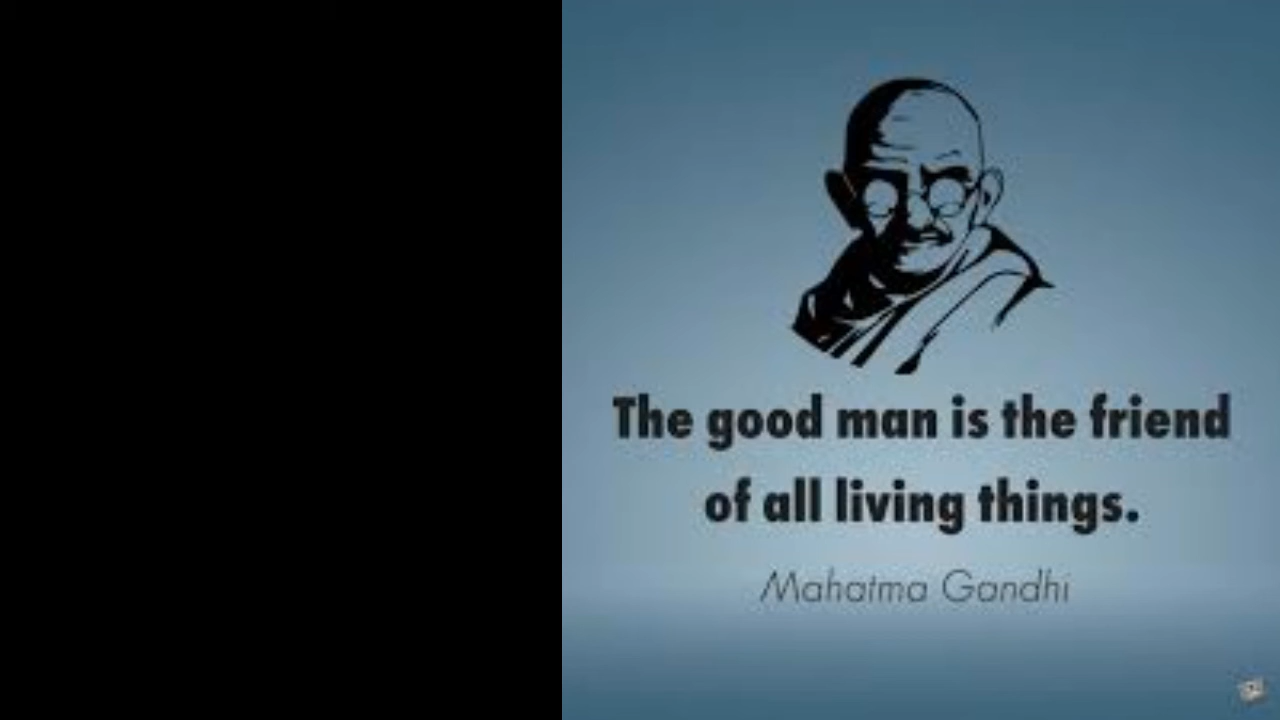 The good man is the friend
of all living things.
Mahatma Gandhi